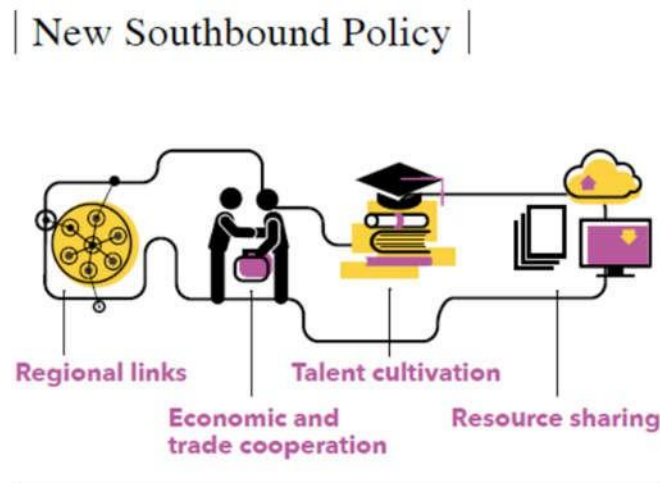 | New Southbound Policy |
Regional links
Talent cultivation
Economic and
trade cooperation
Resource sharing